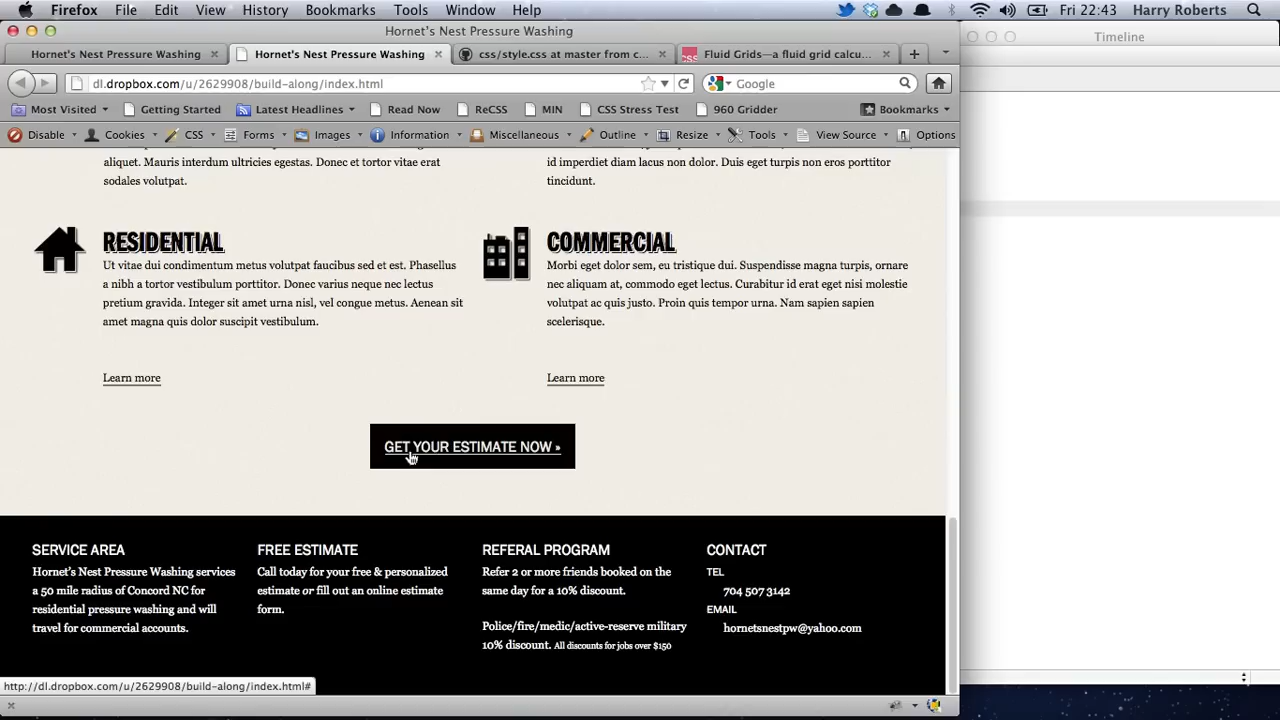 Firefox File Edit View History Bookmarks Tools Window Help Fri 22:43 Harry Roberts
Hornet's Nest Pressure Washing
Timeline
Hornet's Nest Pressure Washing Hornet's Nest Pressure Washing css/style.css at master from c... Fluid Grids—a fluid grid calcu...
dl.dropbox.com/u/2629908/build-along/index.html Google
Most Visited Getting Started Latest Headlines Read Now ReCSS MIN CSS Stress Test 960 Gridder Bookmarks
Disable Cookies CSS Forms Images Information Miscellaneous Outline Resize Tools View Source Options
aliquet. Mauris interdum ultricies egestas. Donec et tortor vitae erat
sodales volutpat.
id imperdiet diam lacus non dolor. Duis eget turpis non eros porttitor
tincidunt.
RESIDENTIAL
Ut vitae dui condimentum metus volutpat faucibus sed et est. Phasellus
a nibh a tortor vestibulum porttitor. Donec varius neque nec lectus
pretium gravida. Integer sit amet urna nisl, vel congue metus. Aenean sit
amet magna quis dolor suscipit vestibulum.
Learn more
COMMERCIAL
Morbi eget dolor sem, eu tristique dui. Suspendisse magna turpis, ornare
nec aliquam at, commodo eget lectus. Curabitur id erat eget nisi molestie
volutpat ac quis justo. Proin quis tempor urna. Nam sapien sapien
scelerisque.
Learn more
GET YOUR ESTIMATE NOW »
SERVICE AREA
Hornet's Nest Pressure Washing services
a 50 mile radius of Concord NC for
residential pressure washing and will
travel for commercial accounts.
FREE ESTIMATE
Call today for your free & personalized
estimate or fill out an online estimate
form.
REFERAL PROGRAM
Refer 2 or more friends booked on the
same day for a 10% discount.
Police/fire/medic/active-reserve military
10% discount. All discounts for jobs over $150
CONTACT
TEL
704 507 3142
EMAIL
hornetsnestpw@yahoo.com
http://dl.dropbox.com/u/2629908/build-along/index.html#